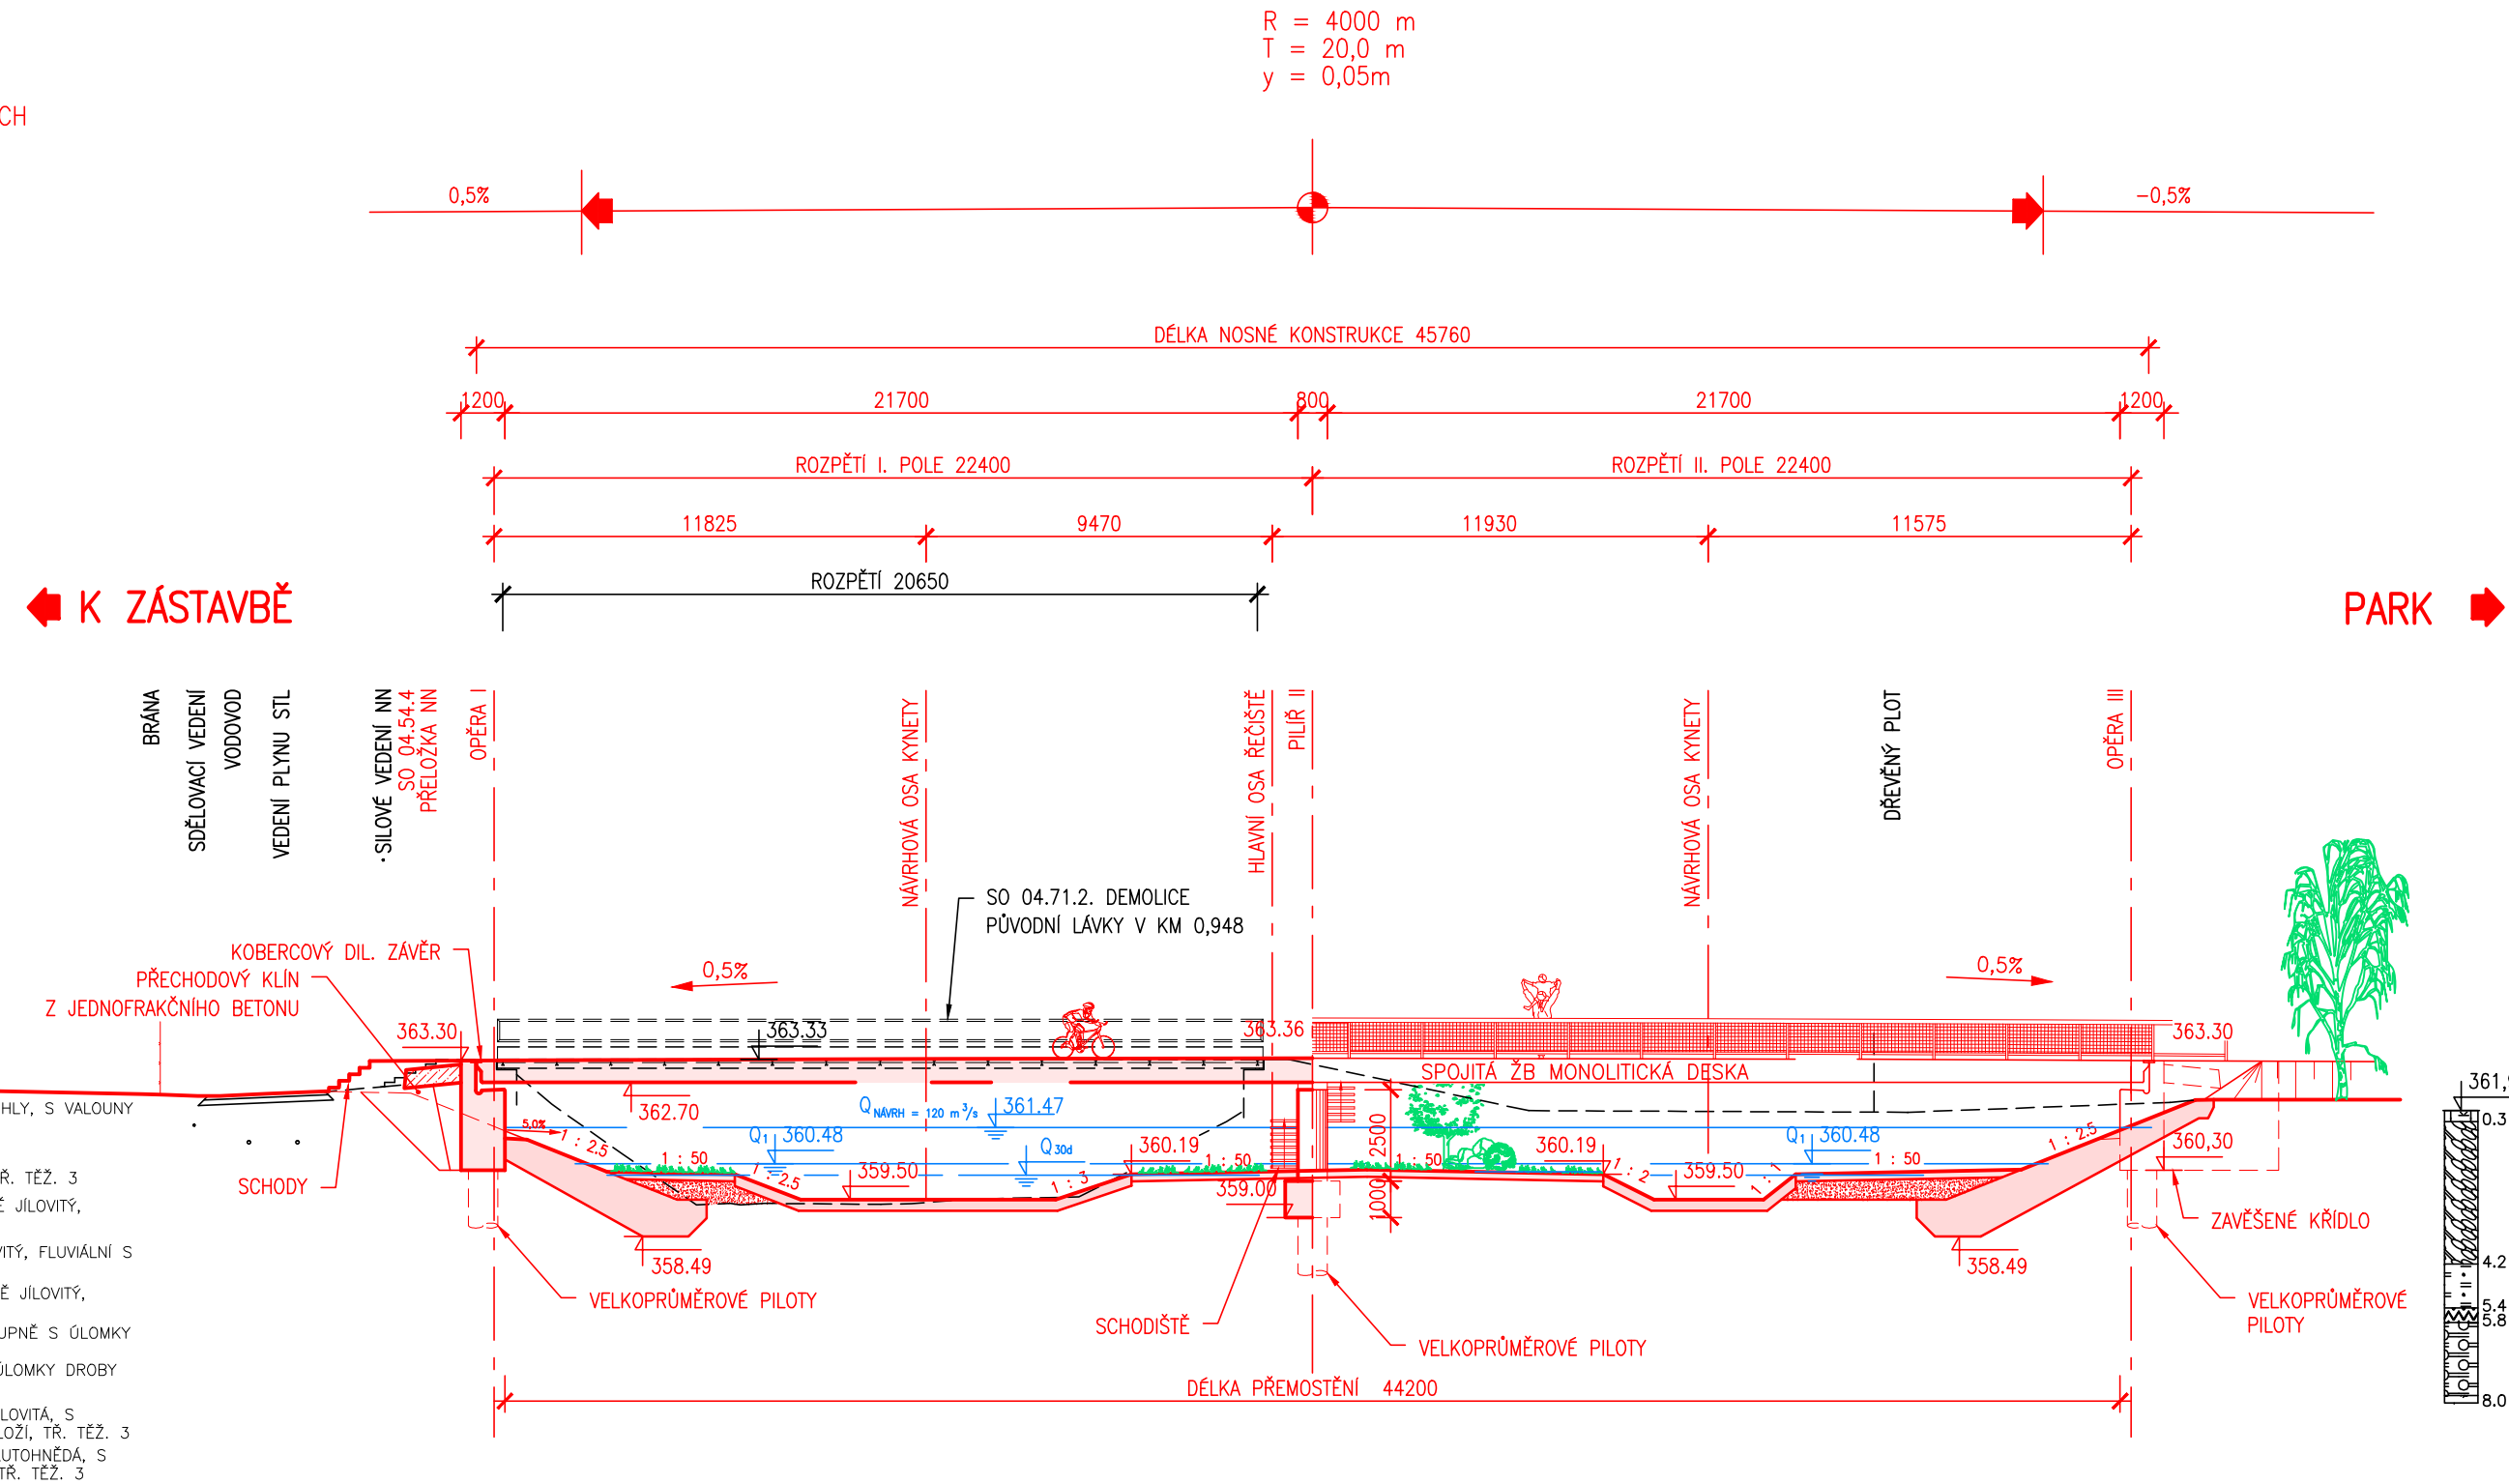 R = 4000 m
T = 20,0 m
y = 0,05m
CH
0,5%
-0,5%
DÉLKA NOSNÉ KONSTRUKCE 45760
1200
21700
800
21700
1200
ROZPĚTÍ I. POLE 22400
ROZPĚTÍ II. POLE 22400
11825
9470
11930
11575
ROZPĚTÍ 20650
K ZÁSTAVBĚ
PARK
BRÁNA
SDĚLOVACÍ VEDENÍ
VODOVOD
VEDENÍ PLYNU STL
SILOVÉ VEDENÍ NN
SO 04.54.4
PŘELOŽKA NN
OPĚRA I
NÁVRHOVÁ OSA KYNETY
HLAVNÍ OSA ŘEČIŠTĚ
PILÍŘ II
NÁVRHOVÁ OSA KYNETY
DŘEVĚNÝ PLOT
OPĚRA III
SO 04.71.2. DEMOLICE
PŮVODNÍ LÁVKY V KM 0,948
KOBERCOVÝ DIL. ZÁVĚR
PŘECHODOVÝ KLÍN
Z JEDNOFRAKČNÍHO BETONU
0,5%
0,5%
363.30
363.33
363.36
363.30
SPOJITÁ ŽB MONOLITICKÁ DESKA
361,9
HLY, S VALOUNY
362.70
Q NÁVRH = 120 m³/s
361.47
0.3
5,0%
1 : 2.5
Q1 360.48
Q30d
360.19
2500
360.19
Q1 360.48
1 : 2.5
360,30
1 : 50
1 : 50
1 : 50
1 : 50
Ř. TĚŽ. 3
SCHODY
1 : 2.5
359.50
1 : 3
359.00
1000
1 : 2
359.50
1 : 1
Ě JÍLOVITÝ,
ZAVĚŠENÉ KŘÍDLO
VITÝ, FLUVIÁLNÍ S
358.49
358.49
4.2
Ě JÍLOVITÝ,
VELKOPRŮMĚROVÉ PILOTY
VELKOPRŮMĚROVÉ
PILOTY
5.4
5.8
UPNĚ S ÚLOMKY
SCHODIŠTĚ
VELKOPRŮMĚROVÉ PILOTY
ÚLOMKY DROBY
DÉLKA PŘEMOSTĚNÍ 44200
8.0
LOVITÁ, S
LOŽÍ, TŘ. TĚŽ. 3
UTOHNĚDÁ, S
TŘ. TĚŽ. 3